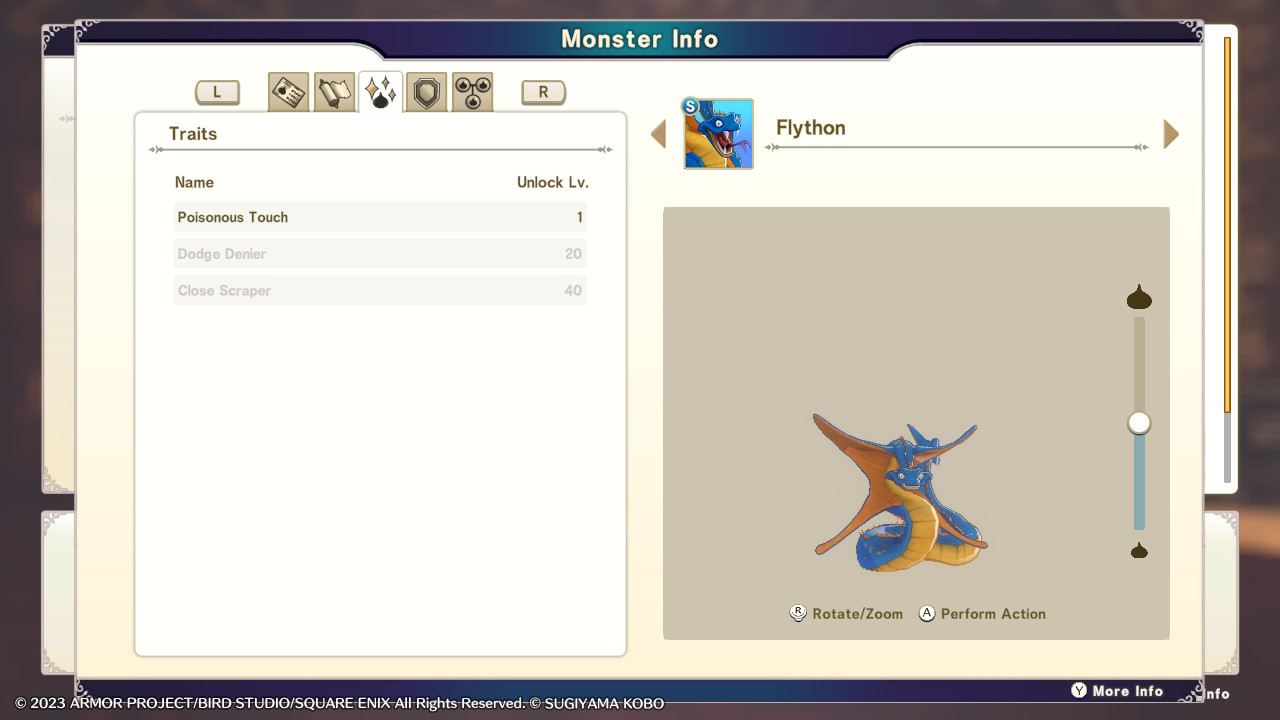 Monster Info
L
R
Traits
Name Unlock Lv.
Poisonous Touch 1
Dodge Denier 20
Close Scraper 40
S
Flython
R Rotate/Zoom A Perform Action
Y More Info
nfo
© 2023 ARMOR PROJECT/BIRD STUDIO/SQUARE ENIX All Rights Reserved. © SUGIYAMA KOBO